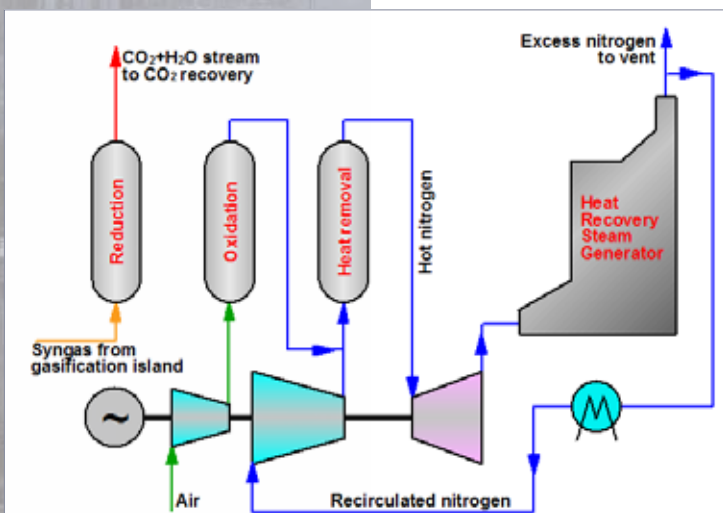 CO₂+H₂O stream
to CO₂ recovery
Excess nitrogen
to vent
Reduction
Oxidation
Heat removal
Hot nitrogen
Heat
Recovery
Steam
Generator
Syngas from
gasification island
~
Air
Recirculated nitrogen